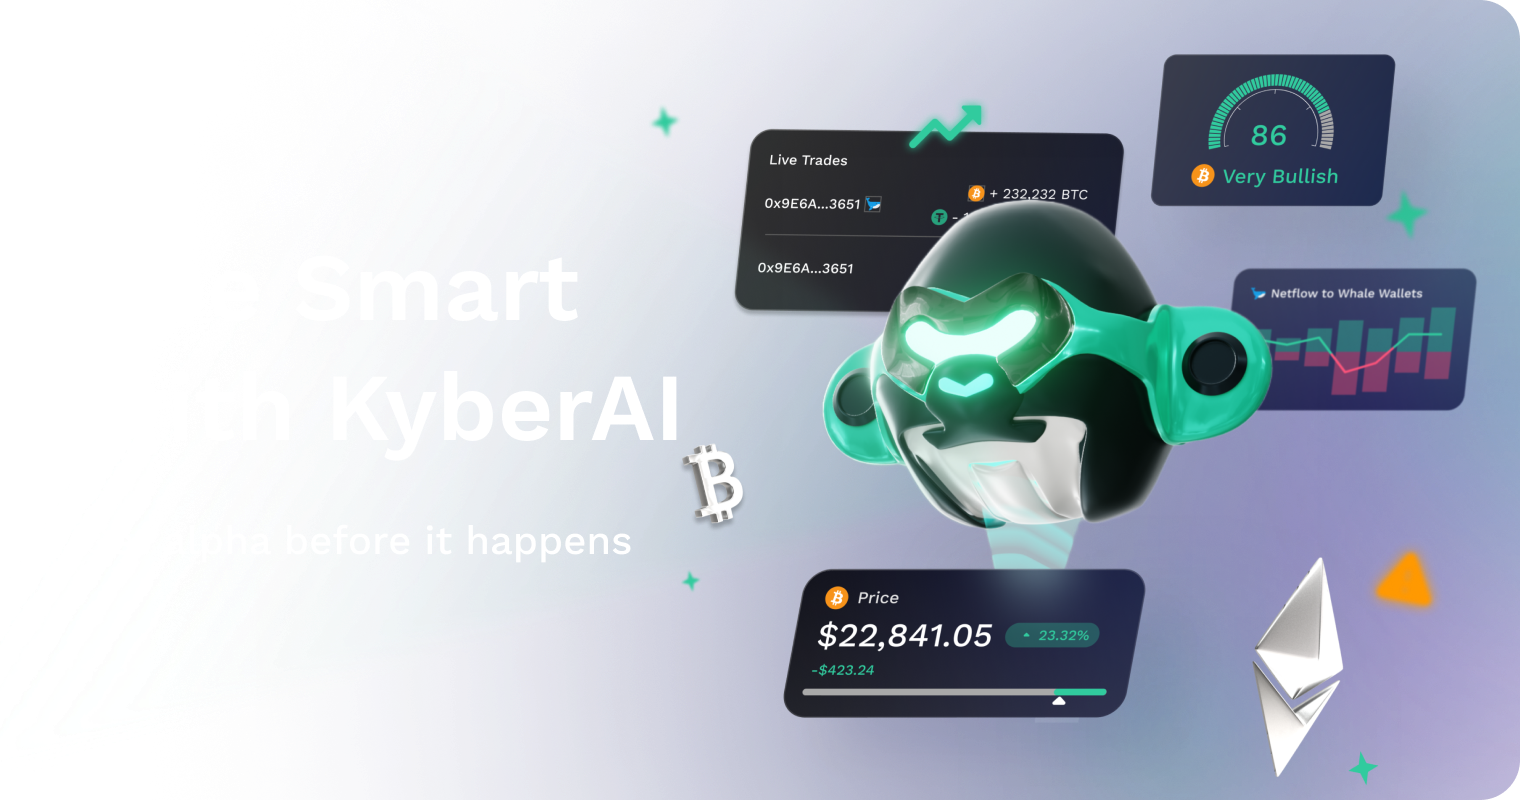 Smart
KyberAI
alpha before it happens
Live Trades
0x9E6A...3651
+ 232,232 BTC
0x9E6A...3651
86
Very Bullish
Netflow to Whale Wallets
Price
$22,841.05
23.32%
-$423.24